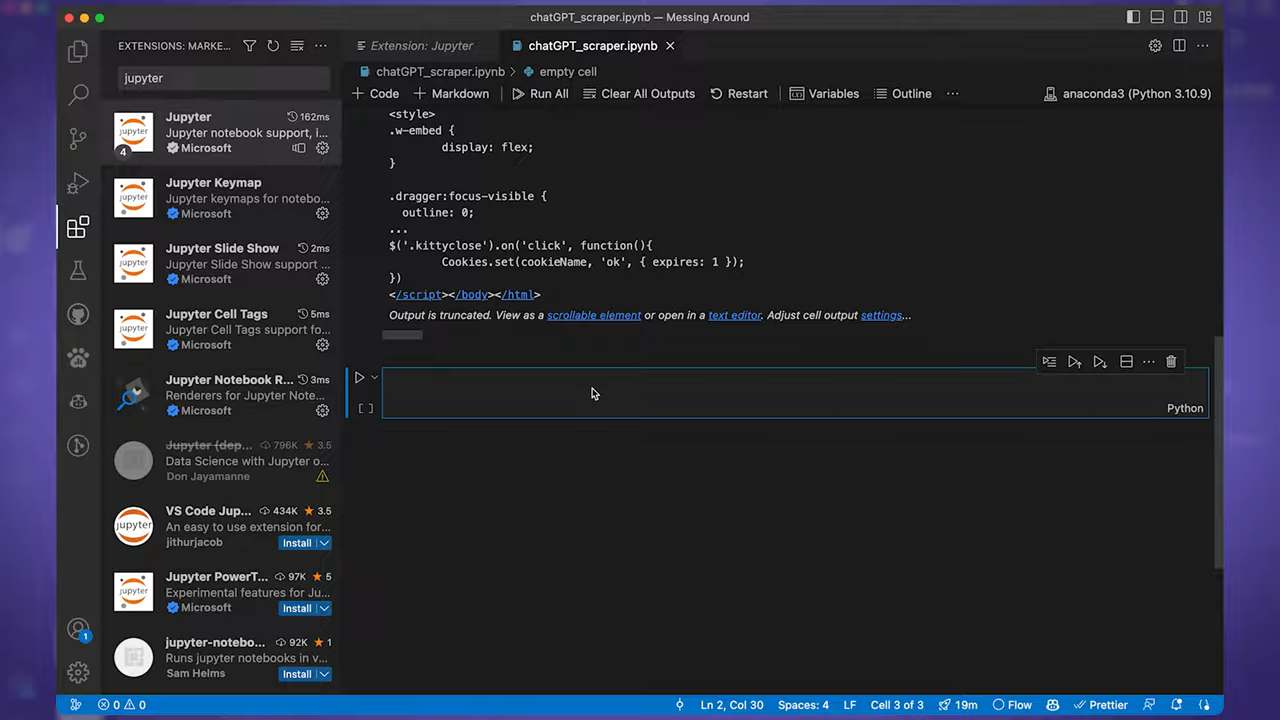 chatGPT_scraper.ipynb — Messing Around
EXTENSIONS: MARKE...
Extension: Jupyter
chatGPT_scraper.ipynb
jupyter
chatGPT_scraper.ipynb > empty cell
+ Code + Markdown Run All Clear All Outputs Restart Variables Outline ... anaconda3 (Python 3.10.9)
Jupyter 162ms
Jupyter notebook support, i...
Microsoft
4
Jupyter Keymap
Jupyter keymaps for notebo...
Microsoft
Jupyter Slide Show 2ms
Jupyter Slide Show support ...
Microsoft
Jupyter Cell Tags 5ms
Jupyter Cell Tags support fo...
Microsoft
Jupyter Notebook R... 3ms
Renderers for Jupyter Note...
Microsoft
Jupyter (dep... 796K 3.5
Data Science with Jupyter o...
Don Jayamanne
VS Code Jup... 434K 3.5
An easy to use extension for...
jithurjacob Install
Jupyter PowerT... 97K 5
Experimental features for Ju...
Microsoft Install
jupyter-notebo... 92K 1
Runs jupyter notebooks in v...
Sam Helms Install
jupyter
jupyter
jupyter
jupyter
jupyter
jupyter
<style>
.w-embed {
display: flex;
}
.dragger:focus-visible {
outline: 0;
...
$('.kittyclose').on('click', function(){
Cookies.set(cookieName, 'ok', { expires: 1 });
})
</script></body></html>
Output is truncated. View as a scrollable element or open in a text editor. Adjust cell output settings...
[ ]
Python
1
0 0
Ln 2, Col 30 Spaces: 4 LF Cell 3 of 3 19m Flow Prettier